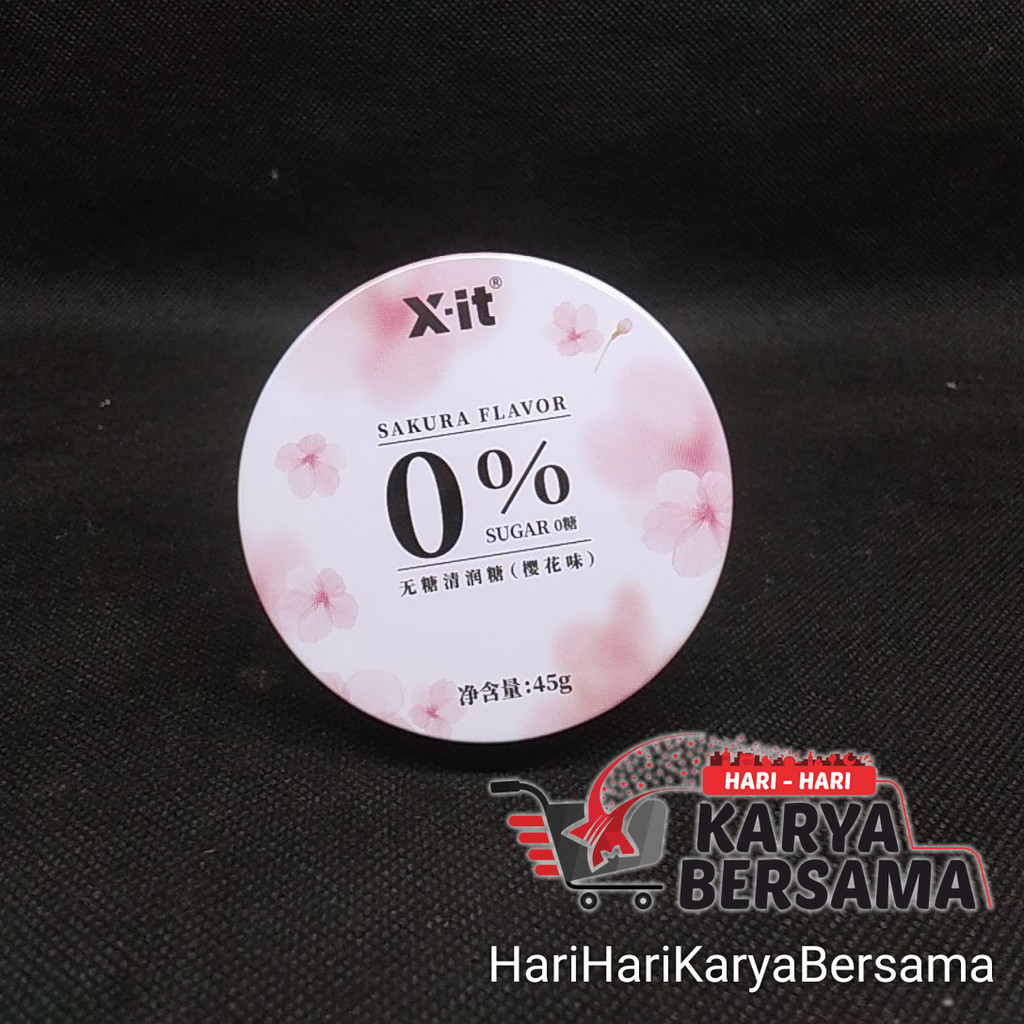 X-it®
SAKURA FLAVOR
0%
SUGAR 0糖
无糖清润糖(樱花味)
净含量:45g
HARI - HARI
KARYA
BERSAMA
HariHariKaryaBersama